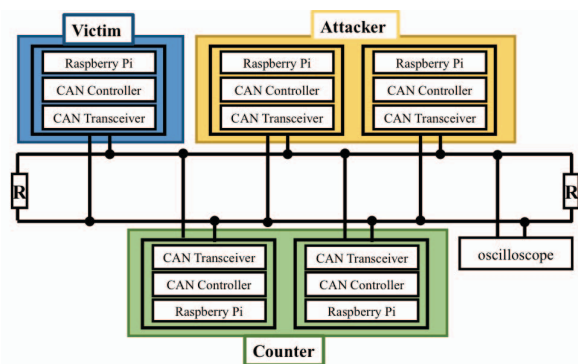 Victim
Attacker
Raspberry Pi
CAN Controller
CAN Transceiver
Raspberry Pi
CAN Controller
CAN Transceiver
Raspberry Pi
CAN Controller
CAN Transceiver
R
R
CAN Transceiver
CAN Controller
Raspberry Pi
CAN Transceiver
CAN Controller
Raspberry Pi
oscilloscope
Counter